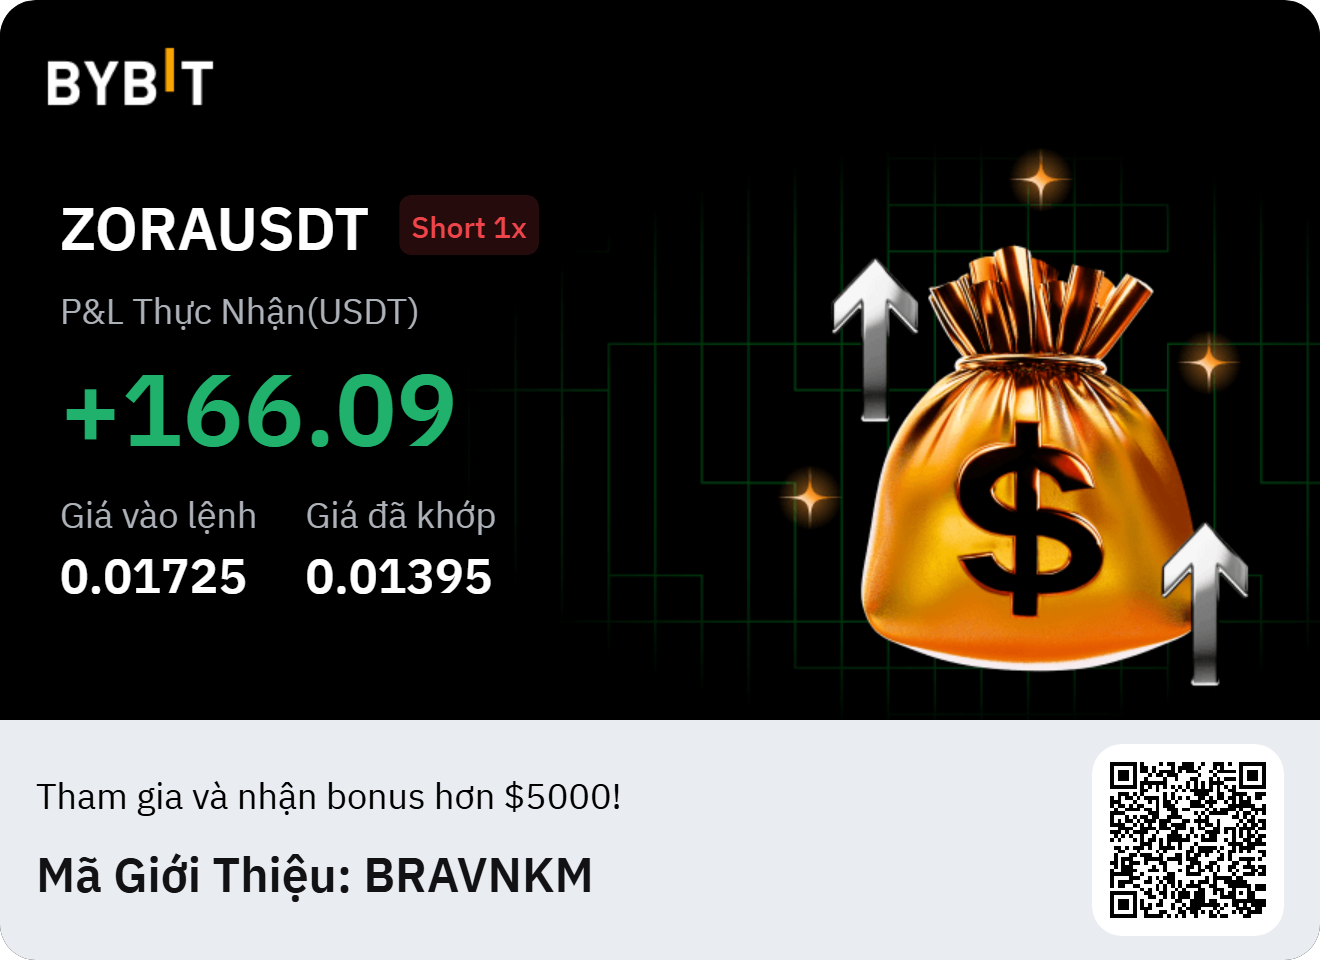 BYBIT
ZORAUSDT Short 1x
P&L Thực Nhận(USDT)
+166.09
Giá vào lệnh Giá đã khớp
0.01725 0.01395
$
Tham gia và nhận bonus hơn $5000!
Mã Giới Thiệu: BRAVNKM